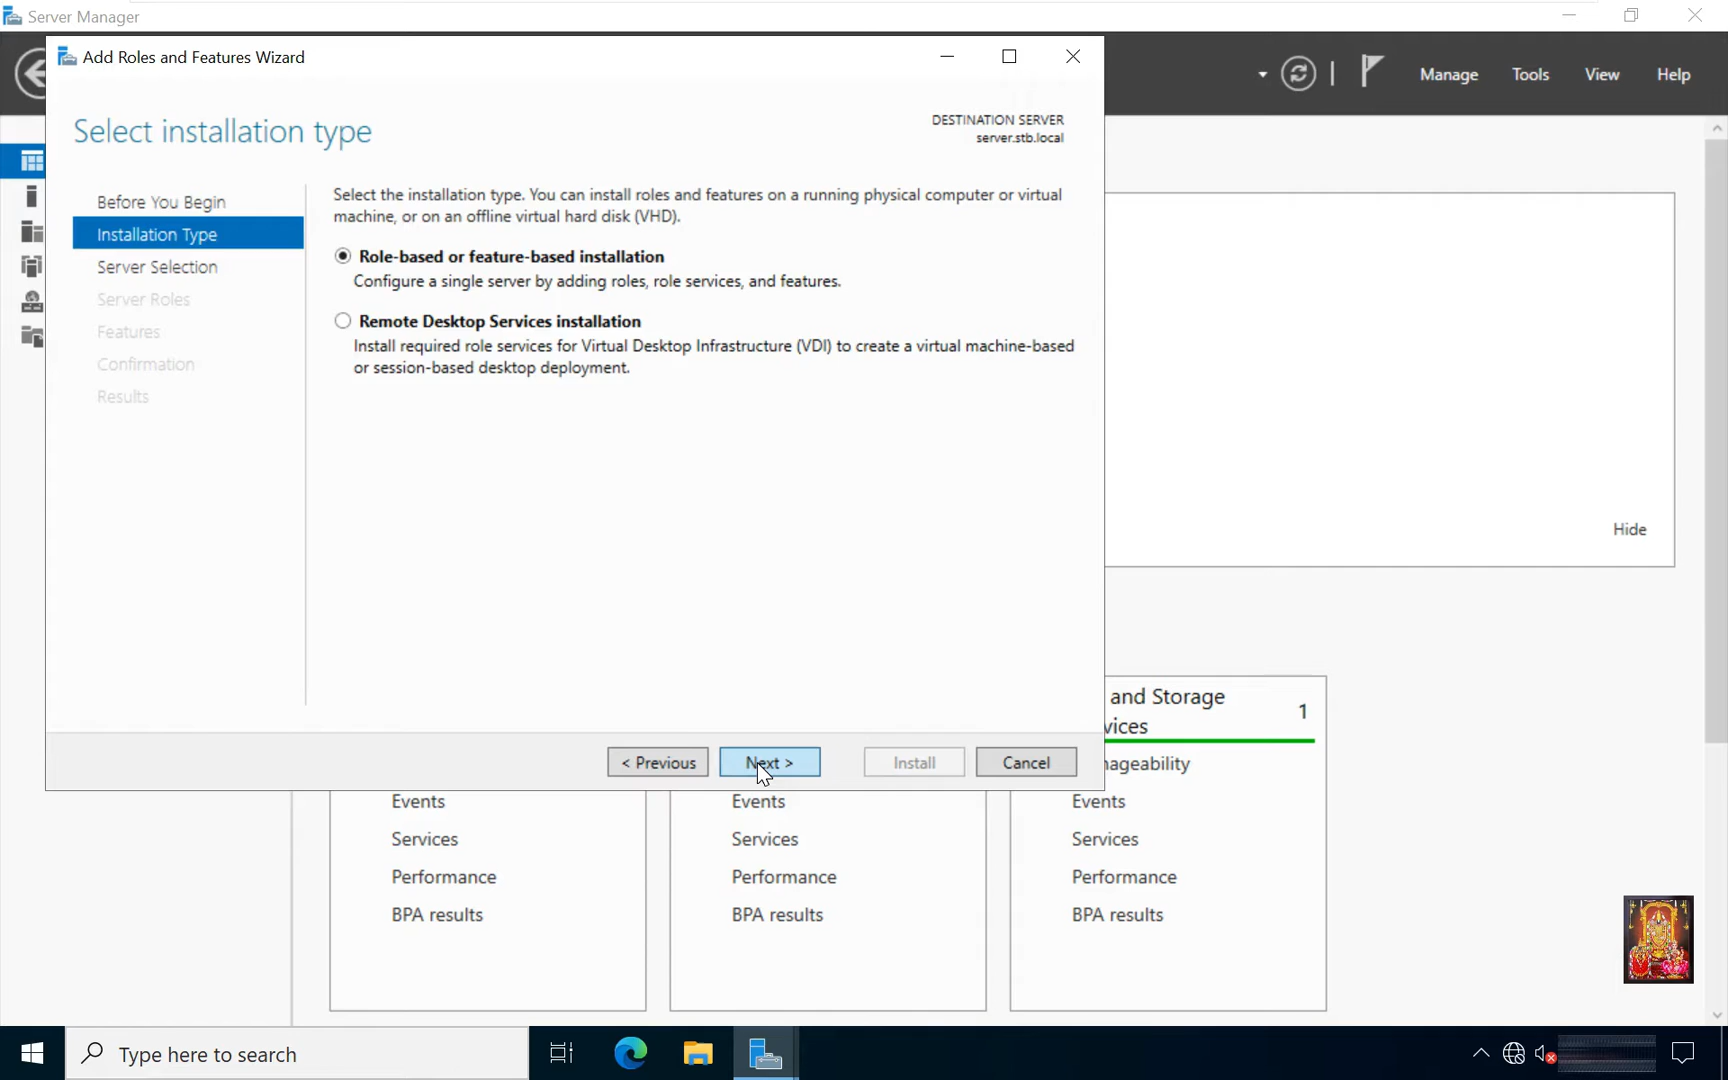 Server Manager
Add Roles and Features Wizard
Manage
Tools
View
Help
Select installation type
DESTINATION SERVER
server.stb.local
Before You Begin
Installation Type
Server Selection
Server Roles
Features
Confirmation
Results
Select the installation type. You can install roles and features on a running physical computer or virtual
machine, or on an offline virtual hard disk (VHD).
Role-based or feature-based installation
Configure a single server by adding roles, role services, and features.
Remote Desktop Services installation
Install required role services for Virtual Desktop Infrastructure (VDI) to create a virtual machine-based
or session-based desktop deployment.
Hide
< Previous
Next >
Install
Cancel
and Storage
vices
1
nageability
Events
Services
Performance
BPA results
Events
Services
Performance
BPA results
Events
Services
Performance
BPA results
Type here to search